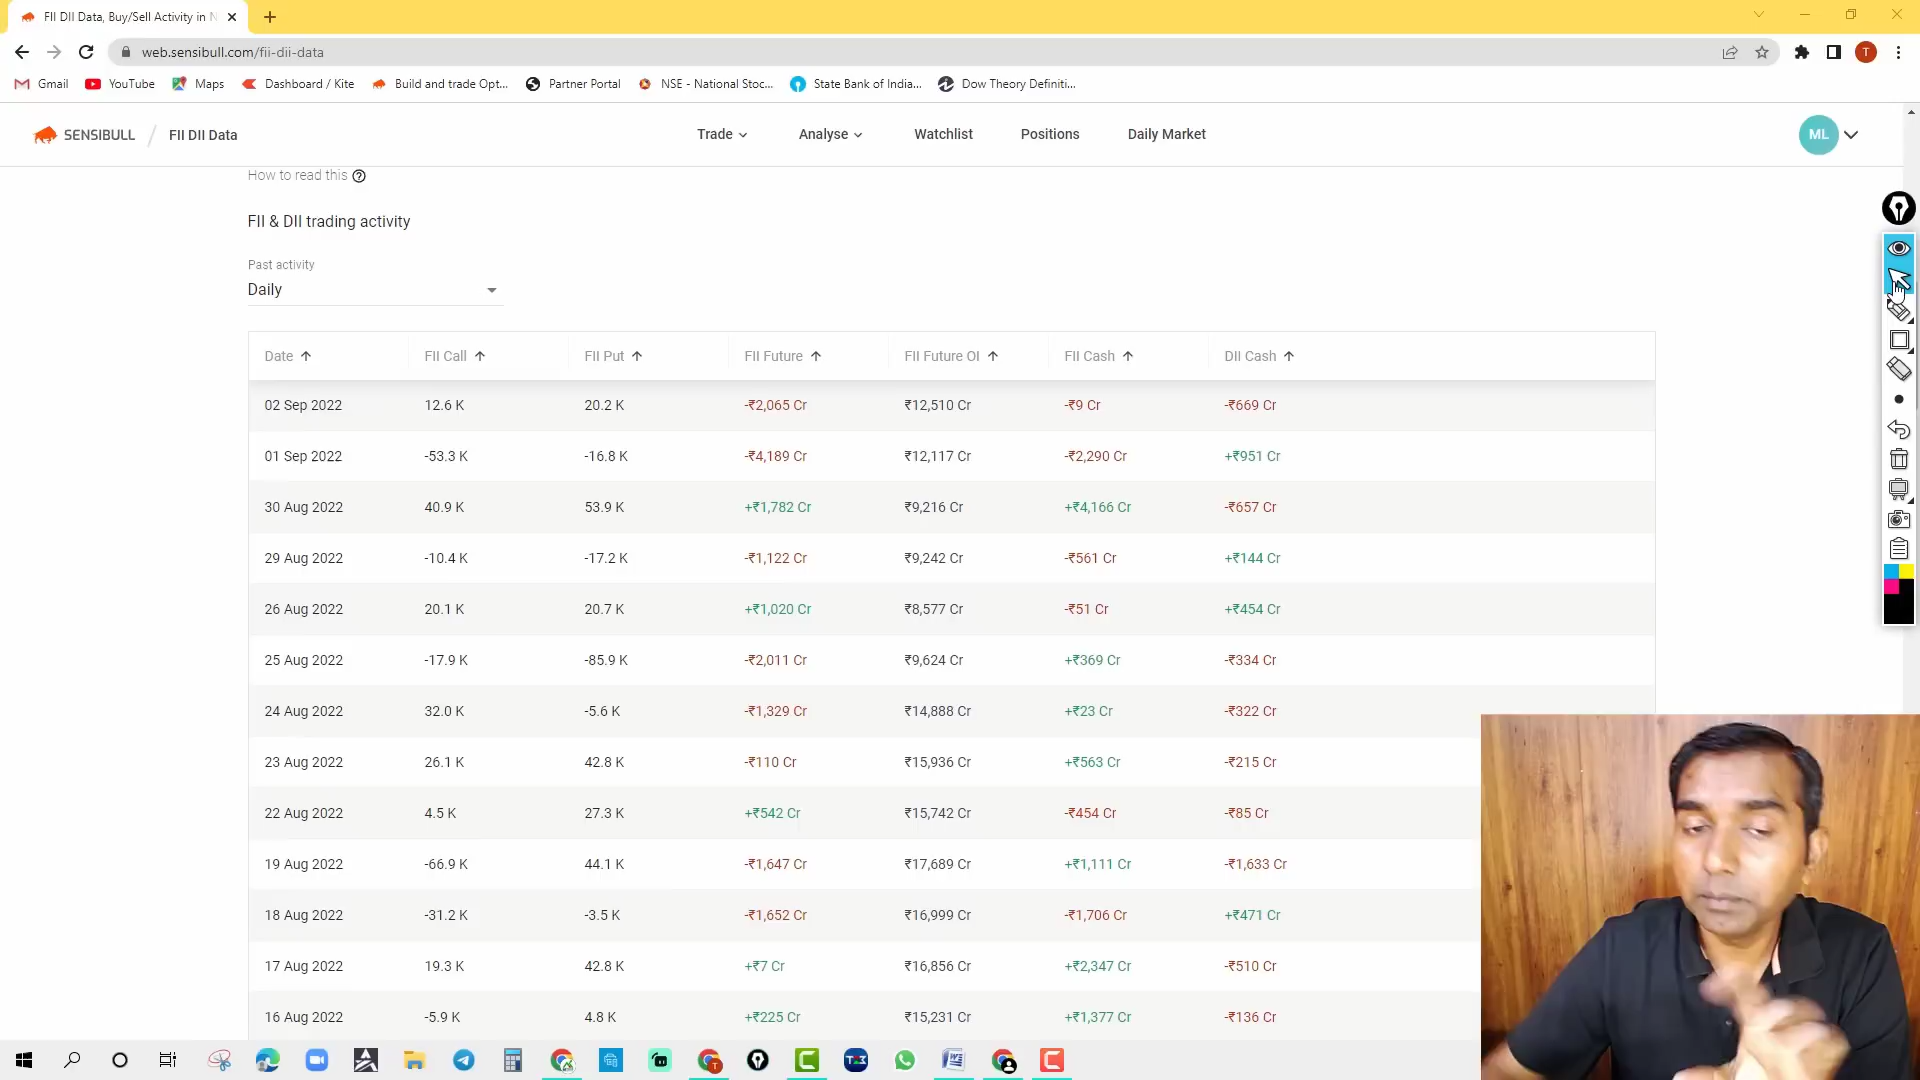 FII DII Data, Buy/Sell Activity in N
web.sensibull.com/fii-dii-data
Gmail YouTube Maps Dashboard / Kite Build and trade Opt... Partner Portal NSE - National Stoc... State Bank of India... Dow Theory Definiti...
T
SENSIBULL / FII DII Data Trade Analyse Watchlist Positions Daily Market ML
How to read this
FII & DII trading activity
Past activity
Daily
Date FII Call FII Put FII Future FII Future OI FII Cash DII Cash
02 Sep 2022 12.6 K 20.2 K -₹2,065 Cr ₹12,510 Cr -₹9 Cr -₹669 Cr
01 Sep 2022 -53.3 K -16.8 K -₹4,189 Cr ₹12,117 Cr -₹2,290 Cr +₹951 Cr
30 Aug 2022 40.9 K 53.9 K +₹1,782 Cr ₹9,216 Cr +₹4,166 Cr -₹657 Cr
29 Aug 2022 -10.4 K -17.2 K -₹1,122 Cr ₹9,242 Cr -₹561 Cr +₹144 Cr
26 Aug 2022 20.1 K 20.7 K +₹1,020 Cr ₹8,577 Cr -₹51 Cr +₹454 Cr
25 Aug 2022 -17.9 K -85.9 K -₹2,011 Cr ₹9,624 Cr +₹369 Cr -₹334 Cr
24 Aug 2022 32.0 K -5.6 K -₹1,329 Cr ₹14,888 Cr +₹23 Cr -₹322 Cr
23 Aug 2022 26.1 K 42.8 K -₹110 Cr ₹15,936 Cr +₹563 Cr -₹215 Cr
22 Aug 2022 4.5 K 27.3 K +₹542 Cr ₹15,742 Cr -₹454 Cr -₹85 Cr
19 Aug 2022 -66.9 K 44.1 K -₹1,647 Cr ₹17,689 Cr +₹1,111 Cr -₹1,633 Cr
18 Aug 2022 -31.2 K -3.5 K -₹1,652 Cr ₹16,999 Cr -₹1,706 Cr +₹471 Cr
17 Aug 2022 19.3 K 42.8 K +₹7 Cr ₹16,856 Cr +₹2,347 Cr -₹510 Cr
16 Aug 2022 -5.9 K 4.8 K +₹225 Cr ₹15,231 Cr +₹1,377 Cr -₹136 Cr